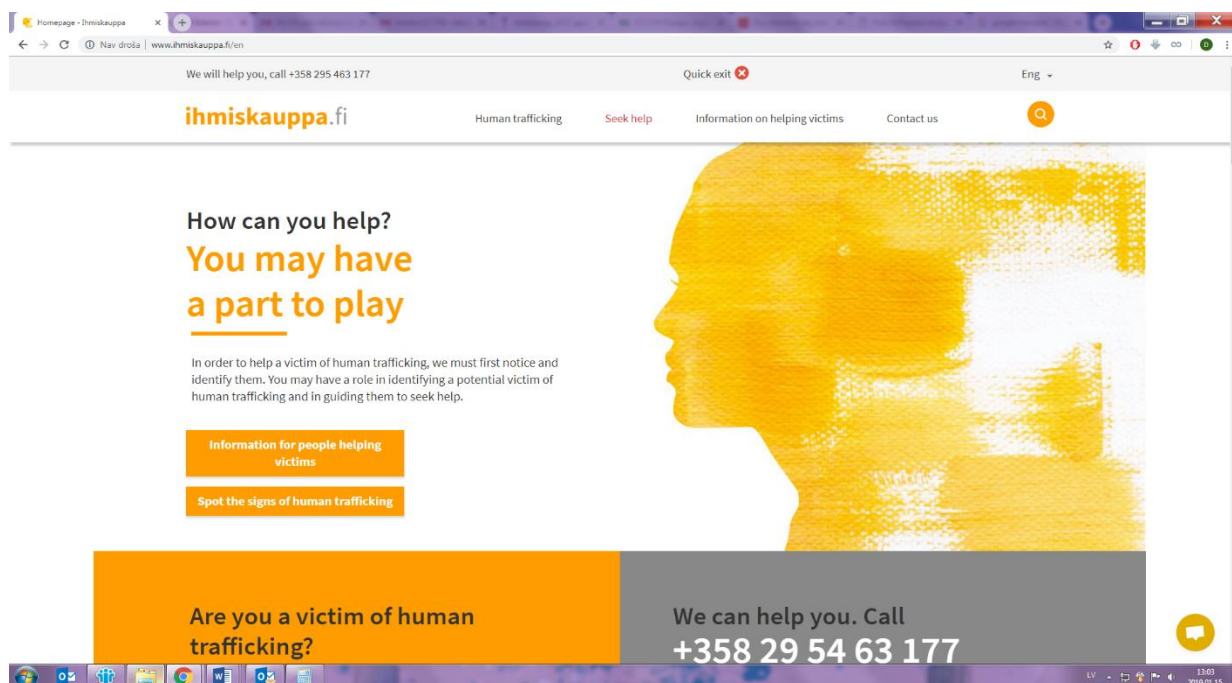 Homepage - Ihmiskauppa
Nav droša | www.ihmiskauppa.fi/en
We will help you, call +358 295 463 177
Quick exit
Eng
ihmiskauppa.fi
Human trafficking
Seek help
Information on helping victims
Contact us
How can you help?
You may have
a part to play
In order to help a victim of human trafficking, we must first notice and
identify them. You may have a role in identifying a potential victim of
human trafficking and in guiding them to seek help.
Information for people helping
victims
Spot the signs of human trafficking
Are you a victim of human
trafficking?
We can help you. Call
+358 29 54 63 177
LV
13:03
2019.01.15